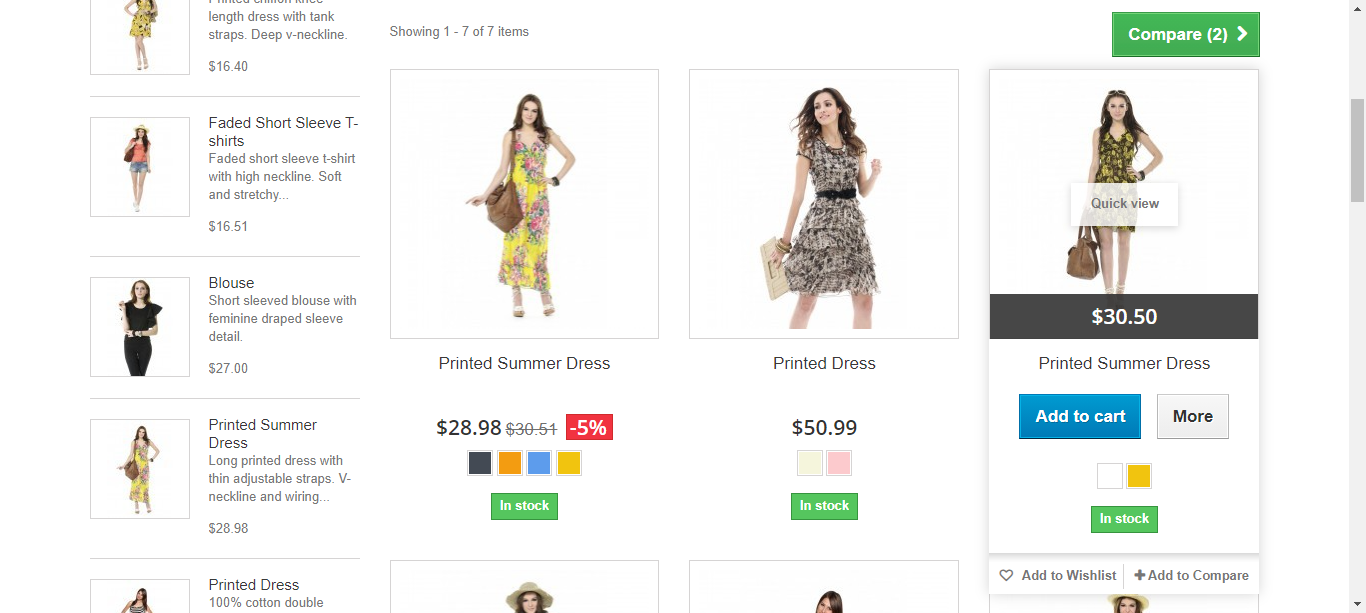 Printed chiffon knee
length dress with tank
straps. Deep v-neckline.
$16.40
Faded Short Sleeve T-
shirts
Faded short sleeve t-shirt
with high neckline. Soft
and stretchy...
$16.51
Blouse
Short sleeved blouse with
feminine draped sleeve
detail.
$27.00
Printed Summer
Dress
Long printed dress with
thin adjustable straps. V-
neckline and wiring...
$28.98
Printed Dress
100% cotton double
Showing 1 - 7 of 7 items
Compare (2)
Printed Summer Dress
$28.98 $30.51 -5%
In stock
Printed Dress
$50.99
In stock
Quick view
$30.50
Printed Summer Dress
Add to cart More
In stock
Add to Wishlist Add to Compare